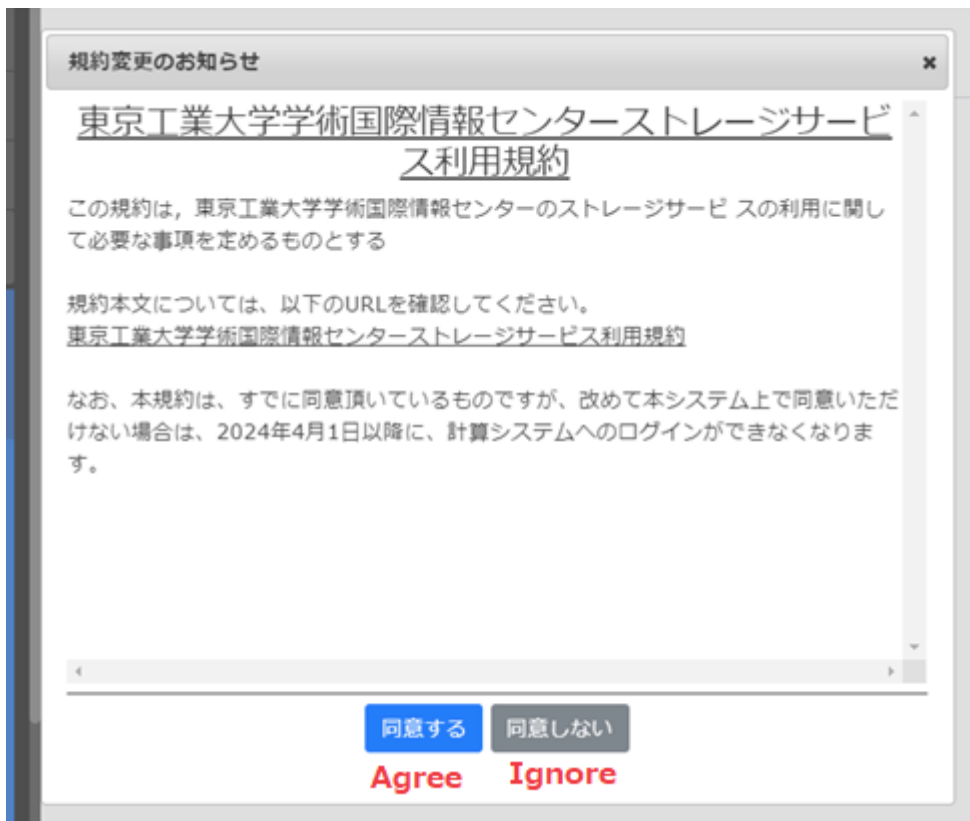 規約変更のお知らせ
×
東京工業大学学術国際情報センターストレージサービ
ス利用規約
この規約は，東京工業大学学術国際情報センターのストレージサービ スの利用に関し
て必要な事項を定めるものとする
規約本文については、以下のURLを確認してください。
東京工業大学学術国際情報センターストレージサービス利用規約
なお、本規約は、すでに同意頂いているものですが、改めて本システム上で同意いただ
けない場合は、2024年4月1日以降に、計算システムへのログインができなくなりま
す。
同意する 同意しない
Agree Ignore